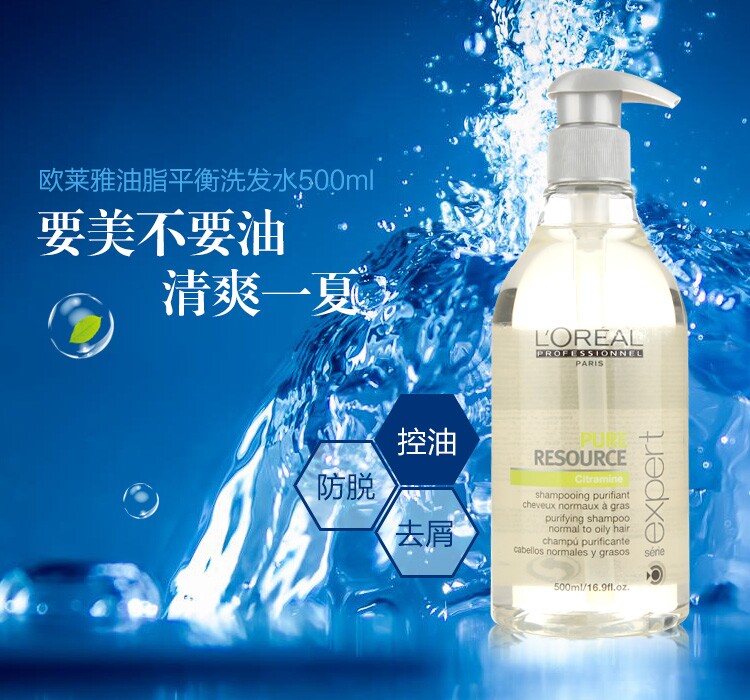 欧莱雅油脂平衡洗发水500ml
要美不要油
清爽一夏
控油
防脱
去屑
L'ORÉAL
PROFESSIONNEL
PARIS
PURE
RESOURCE
Citramine
shampooing purifiant
cheveux normaux à gras
purifying shampoo
normal to oily hair
champú purificante
cabellos normales y grasos
500ml/16.9fl.oz.
série expert